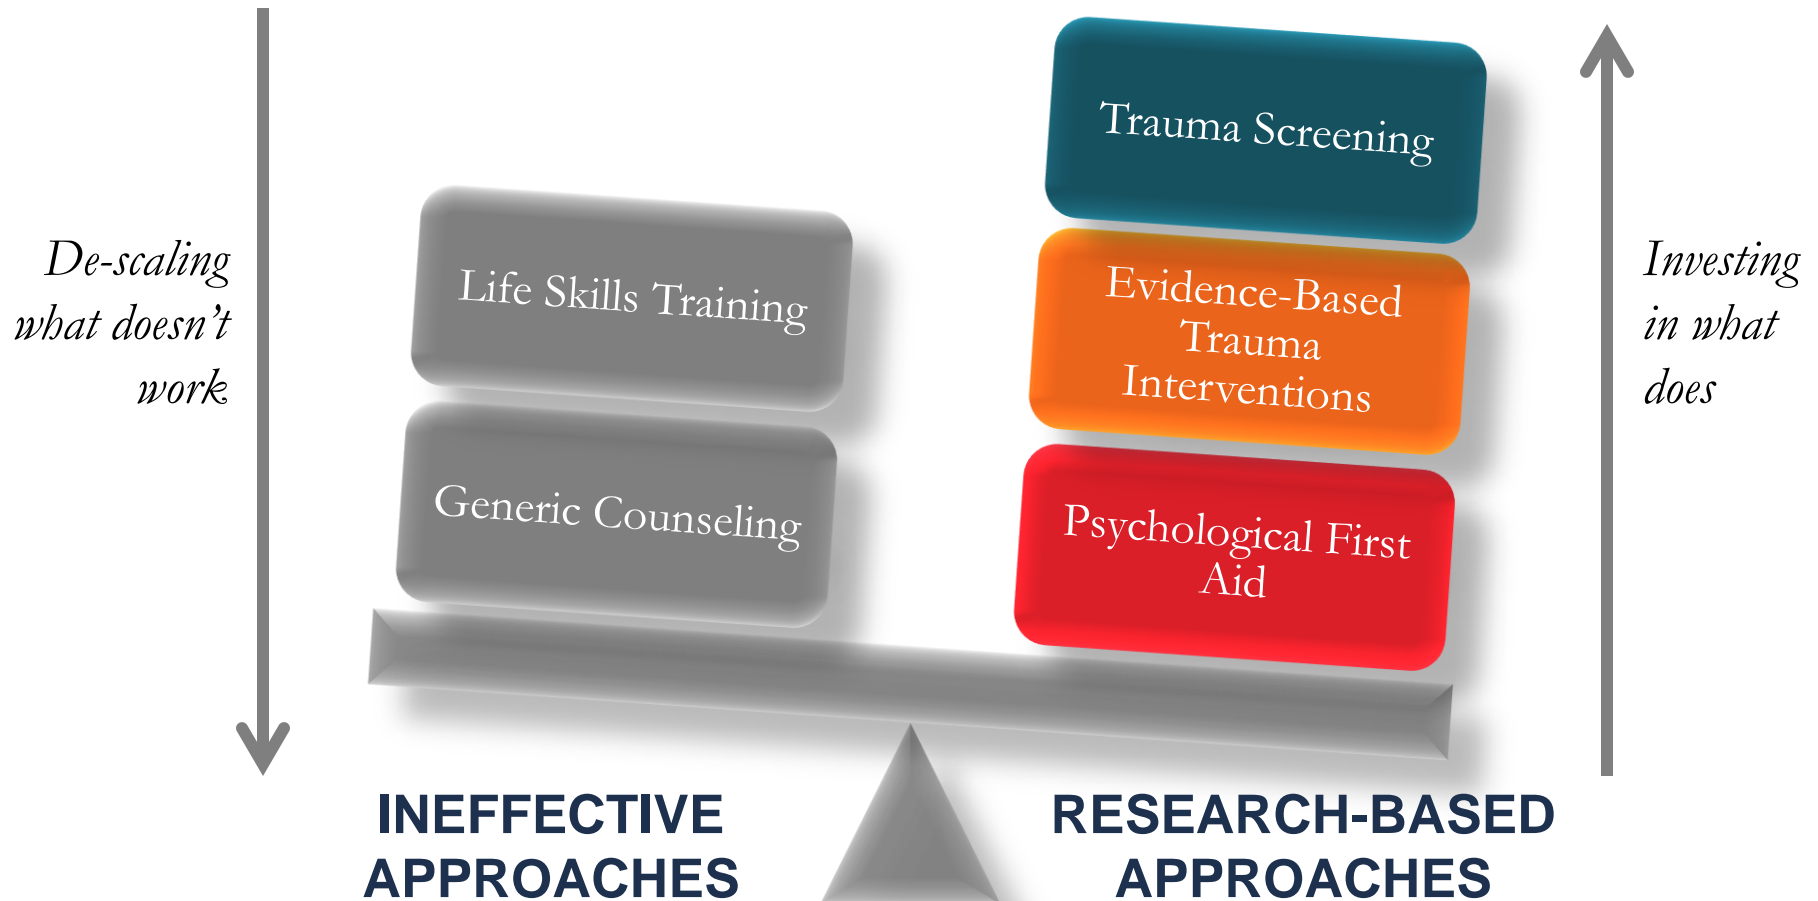 De-scaling
what doesn’t
work
Life Skills Training
Generic Counseling
INEFFECTIVE
APPROACHES
Trauma Screening
Evidence-Based
Trauma
Interventions
Psychological First
Aid
RESEARCH-BASED
APPROACHES
Investing
in what
does